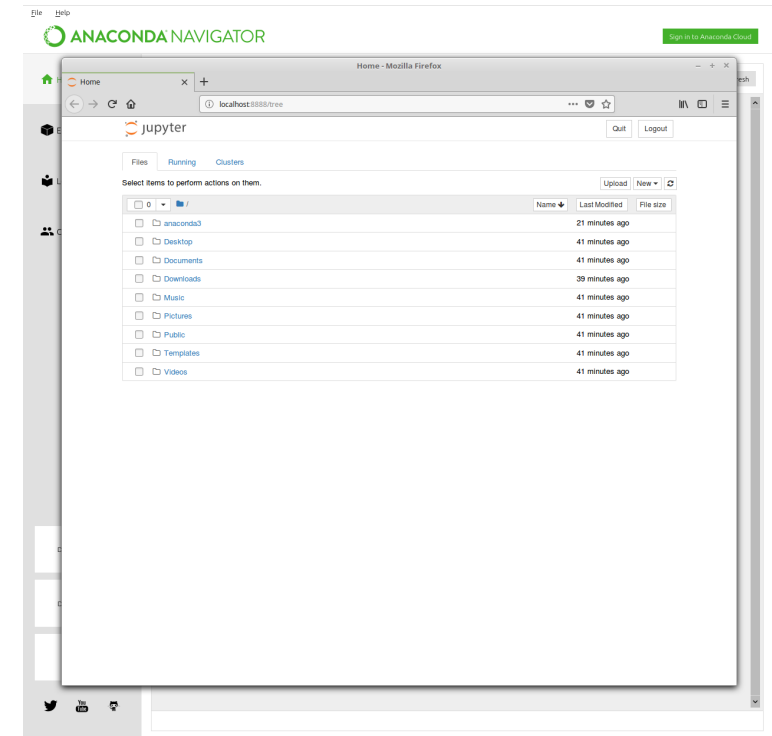 File Help
ANACONDA NAVIGATOR
Sign in to Anaconda Cloud
Home - Mozilla Firefox
Home
localhost:8888/tree
jupyter
Quit Logout
Files Running Clusters
Select items to perform actions on them.
Upload New
0 /
Name Last Modified File size
anaconda3 21 minutes ago
Desktop 41 minutes ago
Documents 41 minutes ago
Downloads 39 minutes ago
Music 41 minutes ago
Pictures 41 minutes ago
Public 41 minutes ago
Templates 41 minutes ago
Videos 41 minutes ago
You
Tube